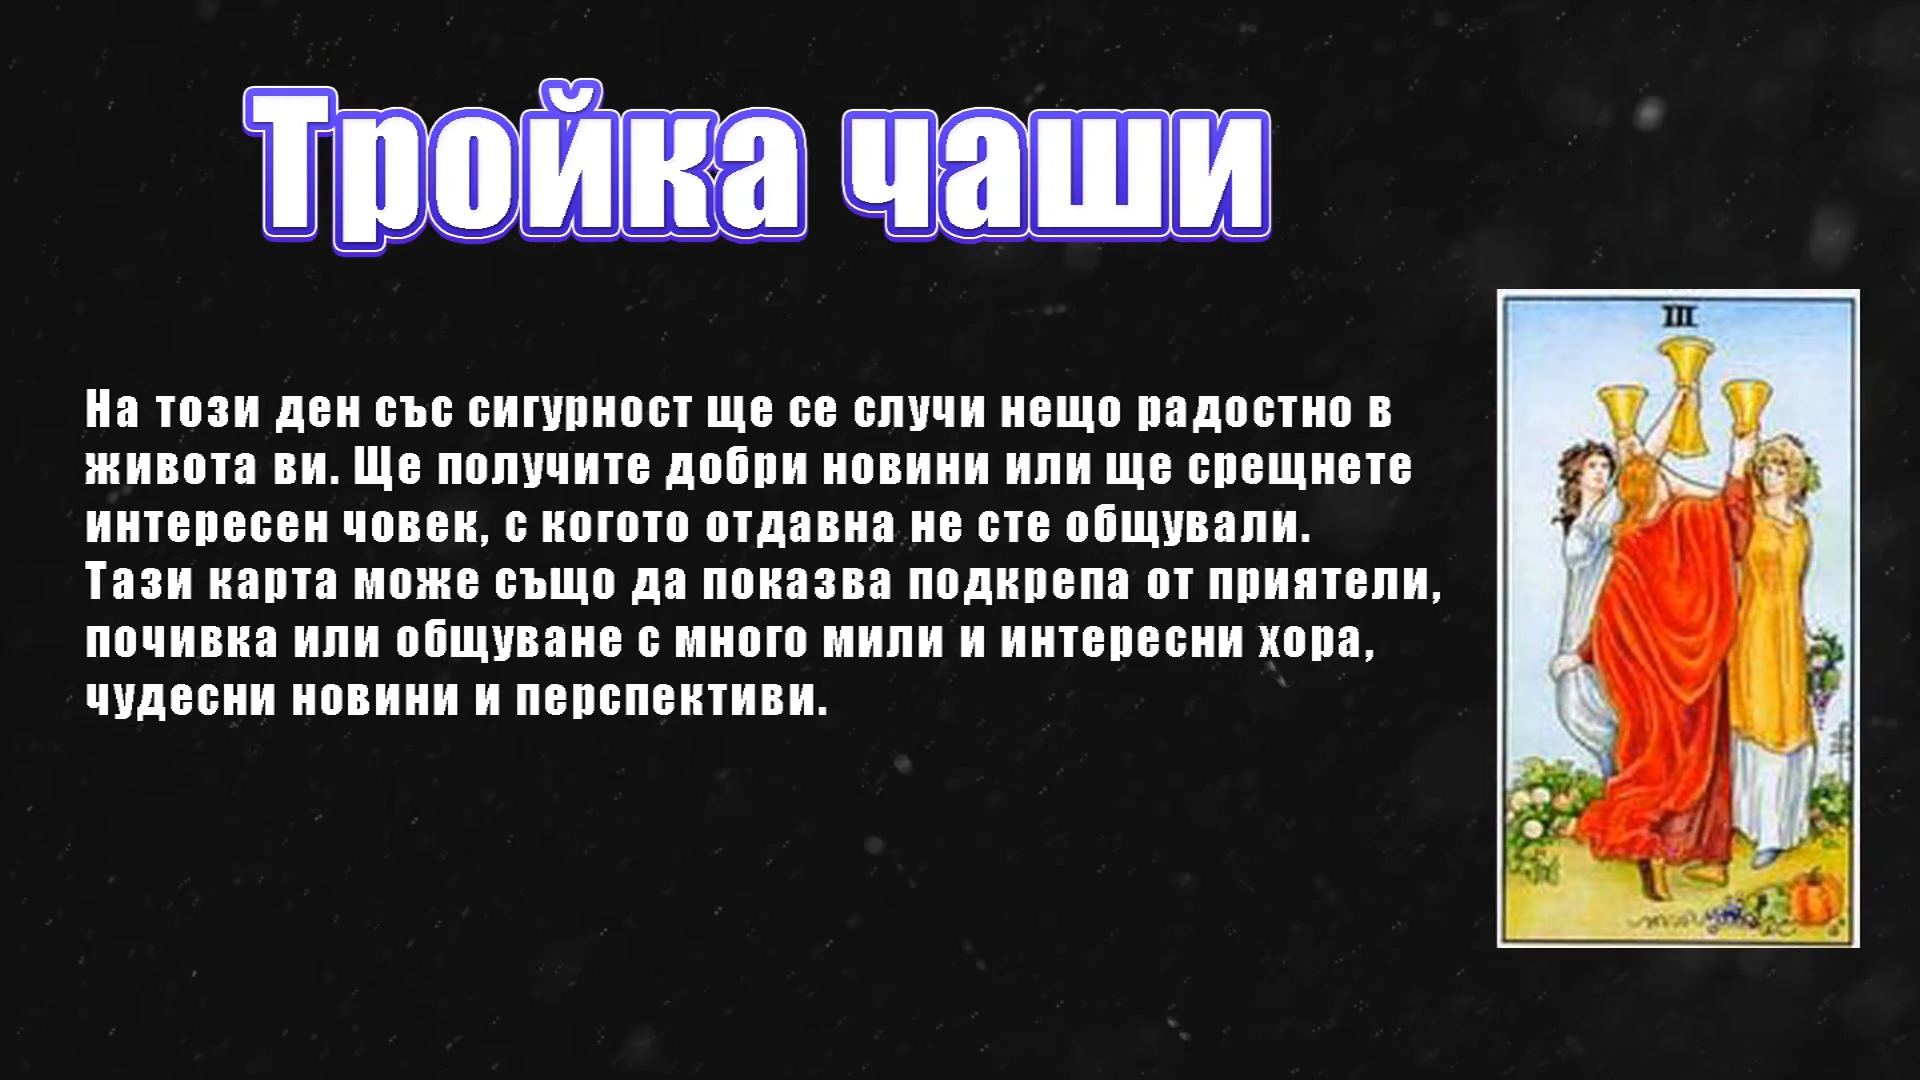 Тройка чаши
На този ден със сигурност ще се случи нещо радостно в
живота ви. Ще получите добри новини или ще срещнете
интересен човек, с когото отдавна не сте общували.
Тази карта може също да показва подкрепа от приятели,
почивка или общуване с много мили и интересни хора,
чудесни новини и перспективи.
III